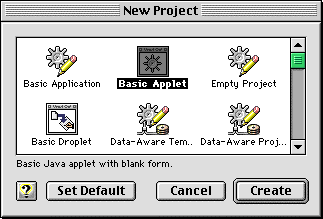 New Project
Basic Application
Basic Applet
Empty Project
Basic Droplet
Data-Aware Tem..
Data-Aware Proj...
Basic Java applet with blank form.
?
Set Default
Cancel
Create